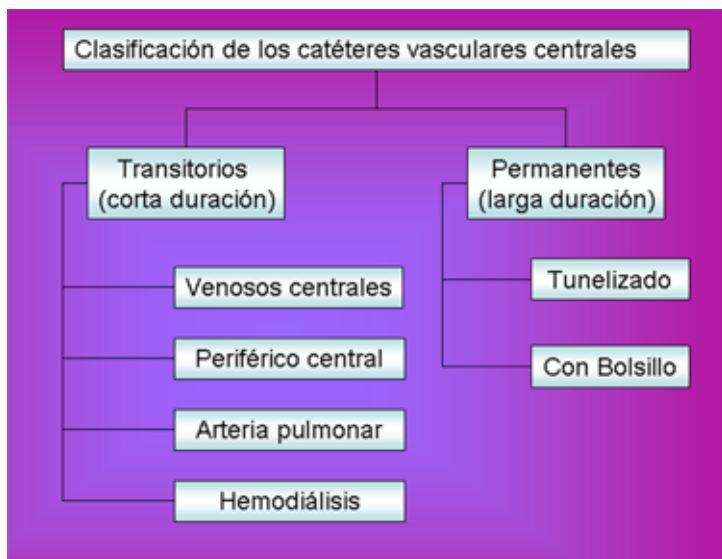 Clasificación de los catéteres vasculares centrales
Transitorios
(corta duración)
Permanentes
(larga duración)
Venosos centrales
Periférico central
Arteria pulmonar
Hemodiálisis
Tunelizado
Con Bolsillo